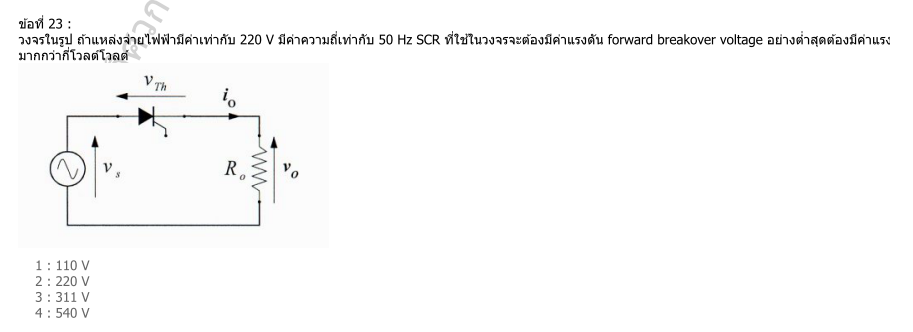 ข้อที่ 23 :
วงจรในรูป ถ้าแหล่งจ่ายไฟฟ้ามีค่าเท่ากับ 220 V มีค่าความถี่เท่ากับ 50 Hz SCR ที่ใช้ในวงจรจะต้องมีค่าแรงดัน forward breakover voltage อย่างต่ำสุดต้องมีค่าแรง
มากกว่ากี่โวลต์โวลต์
v Th
i o
v s
R o
v o
1 : 110 V
2 : 220 V
3 : 311 V
4 : 540 V